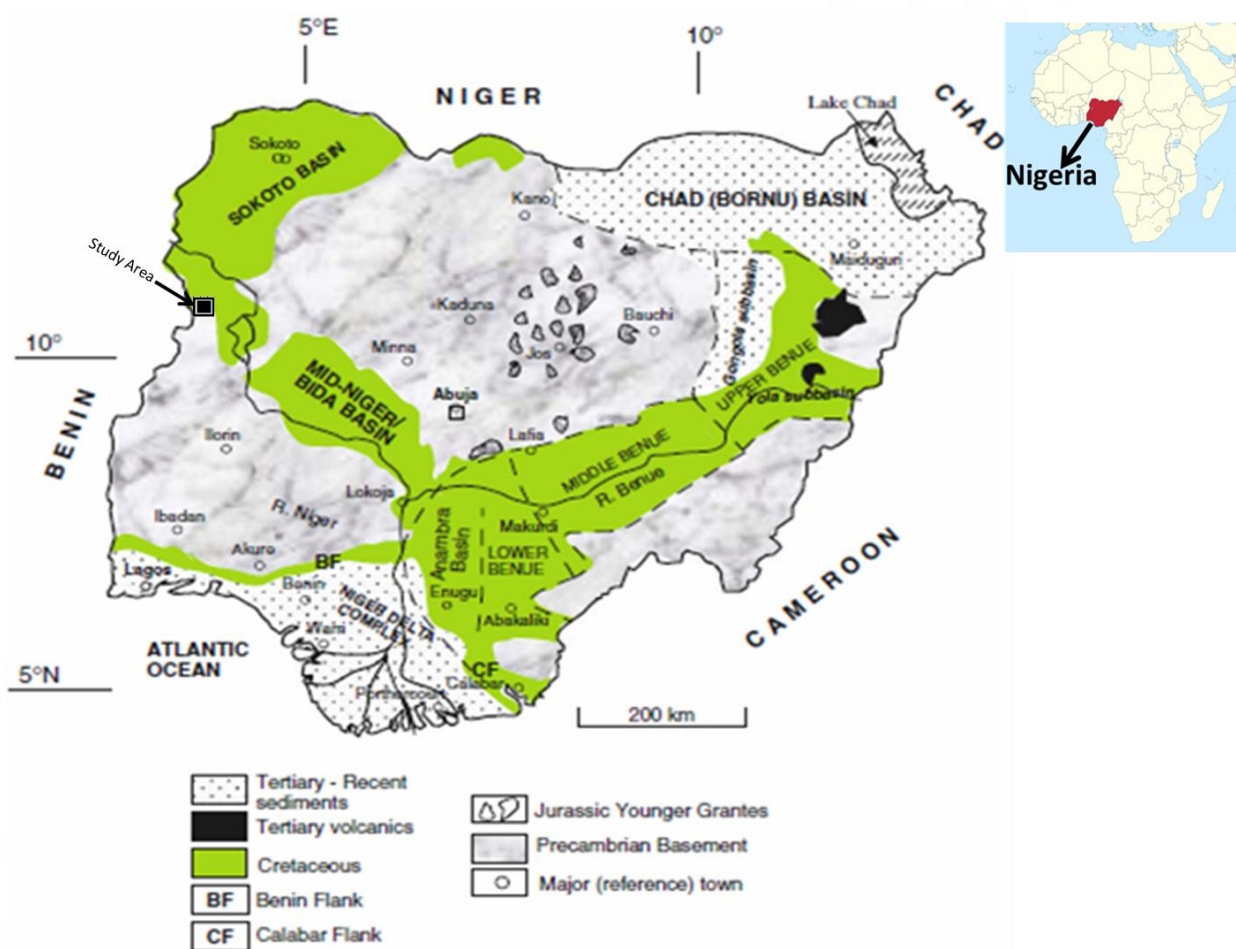 5°E
10°
NIGER
CHAD
Lake Chad
Nigeria
Sokoto
SOKOTO BASIN
Kano
CHAD (BORNU) BASIN
Maiduguri
Study Area
Kaduna
Bauchi
Gongola subbasin
10°
Minna
Jos
MID-NIGER/
BIDA BASIN
Abuja
UPPER BENUE
Yola subbasin
BENIN
Ilorin
Lafia
MIDDLE BENUE
R. Benue
Lokoja
R. Niger
Makurdi
Ibadan
Akure
Anambra
Basin
LOWER
BENUE
BF
Lagos
Benin
Enugu
NIGER DELTA
COMPLEX
Abakaliki
Warri
CAMEROON
ATLANTIC
OCEAN
CF
Calabar
5°N
Portharcourt
200 km
Tertiary - Recent
sediments
Tertiary volcanics
Cretaceous
BF Benin Flank
CF Calabar Flank
Jurassic Younger Grantes
Precambrian Basement
Major (reference) town